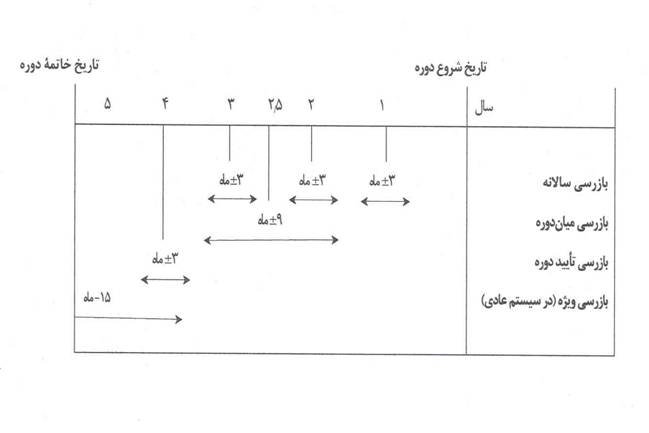 تاریخ شروع دوره
تاریخ خاتمهٔ دوره
سال ۱ ۲ ۲٫۵ ۳ ۴ ۵
بازرسی سالانه ۳±ماه ۳±ماه ۳±ماه
بازرسی میان‌دوره ۹±ماه
بازرسی تأیید دوره ۳±ماه
بازرسی ویژه (در سیستم عادی) ۱۵-ماه